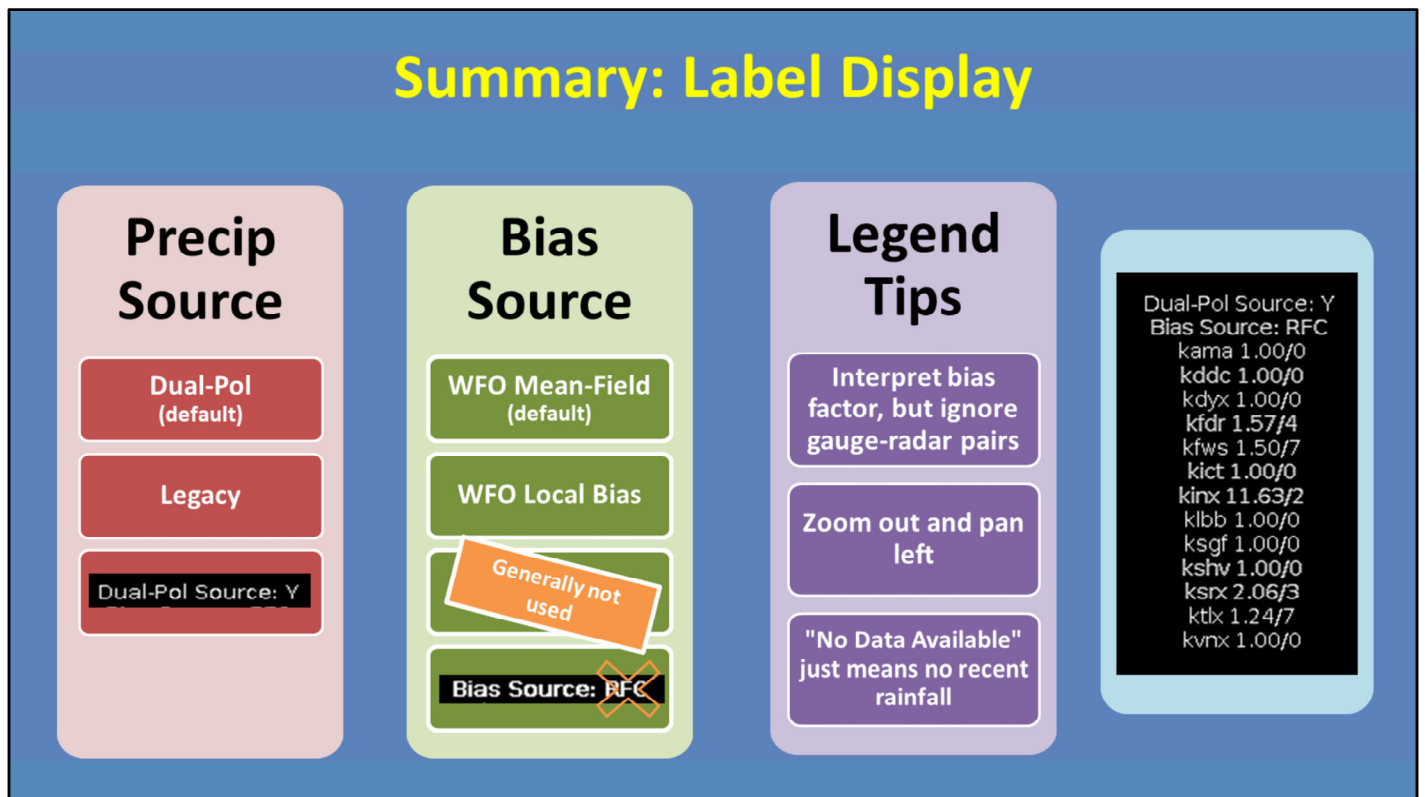 Summary: Label Display
Precip
Source
Dual-Pol
(default)
Legacy
Dual-Pol Source: Y
Bias
Source
WFO Mean-Field
(default)
WFO Local Bias
Generally not
used
Bias Source: RFC
Legend
Tips
Interpret bias
factor, but ignore
gauge-radar pairs
Zoom out and pan
left
"No Data Available"
just means no recent
rainfall
Dual-Pol Source: Y
Bias Source: RFC
kama 1.00/0
kddc 1.00/0
kdyx 1.00/0
kfdr 1.57/4
kfws 1.50/7
kict 1.00/0
kinx 11.63/2
klbb 1.00/0
ksgf 1.00/0
kshv 1.00/0
ksrx 2.06/3
ktlx 1.24/7
kvnx 1.00/0